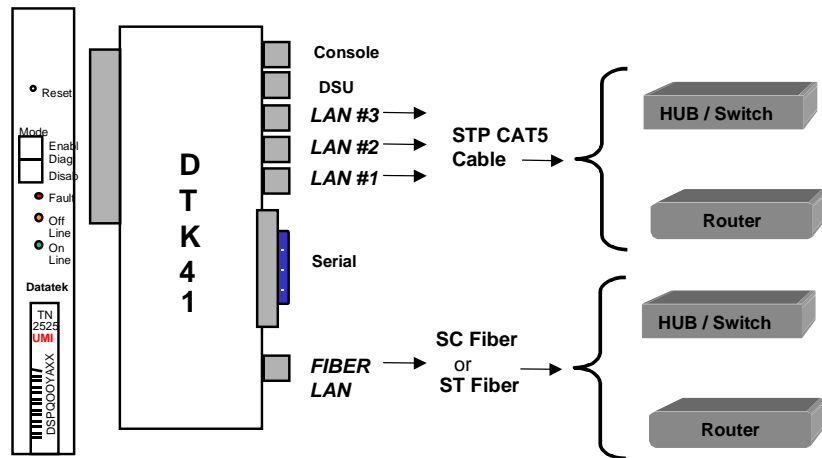 Reset
Mode
Enabl
Diag
Disab
Fault
Off
Line
On
Line
Datatek
TN
2525
UMI
DSPQOOYAXX
DTK41
Console
DSU
LAN #3
LAN #2
LAN #1
Serial
FIBER
LAN
STP CAT5
Cable
SC Fiber
or
ST Fiber
HUB / Switch
Router
HUB / Switch
Router